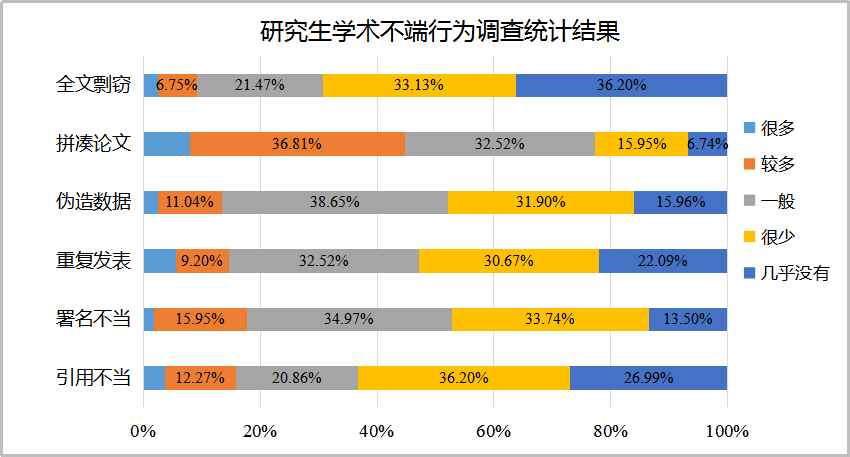 研究生学术不端行为调查统计结果
全文剽窃 6.75% 21.47% 33.13% 36.20%
拼凑论文 36.81% 32.52% 15.95% 6.74%
伪造数据 11.04% 38.65% 31.90% 15.96%
重复发表 9.20% 32.52% 30.67% 22.09%
署名不当 15.95% 34.97% 33.74% 13.50%
引用不当 12.27% 20.86% 36.20% 26.99%
0% 20% 40% 60% 80% 100%
很多
较多
一般
很少
几乎没有